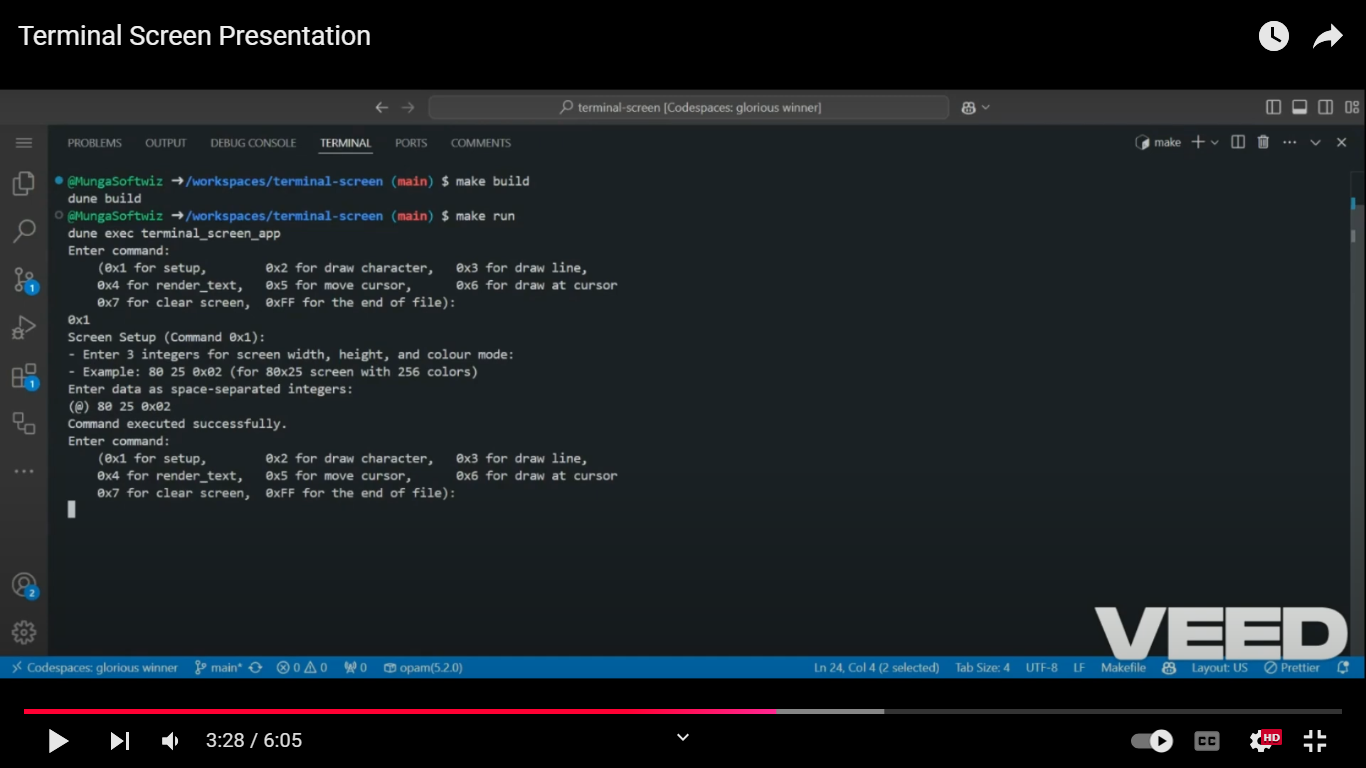 Terminal Screen Presentation
terminal-screen [Codespaces: glorious winner]
PROBLEMS OUTPUT DEBUG CONSOLE TERMINAL PORTS COMMENTS make
@MungaSoftwiz ➜/workspaces/terminal-screen (main) $ make build
dune build
@MungaSoftwiz ➜/workspaces/terminal-screen (main) $ make run
dune exec terminal_screen_app
Enter command:
(0x1 for setup, 0x2 for draw character, 0x3 for draw line,
0x4 for render_text, 0x5 for move cursor, 0x6 for draw at cursor
0x7 for clear screen, 0xFF for the end of file):
0x1
Screen Setup (Command 0x1):
- Enter 3 integers for screen width, height, and colour mode:
- Example: 80 25 0x02 (for 80x25 screen with 256 colors)
Enter data as space-separated integers:
(@) 80 25 0x02
Command executed successfully.
Enter command:
(0x1 for setup, 0x2 for draw character, 0x3 for draw line,
0x4 for render_text, 0x5 for move cursor, 0x6 for draw at cursor
0x7 for clear screen, 0xFF for the end of file):
1
1
2
VEED
Codespaces: glorious winner main* 0 0 0 opam(5.2.0) Ln 24, Col 4 (2 selected) Tab Size: 4 UTF-8 LF Makefile Layout: US Prettier
3:28 / 6:05 CC HD